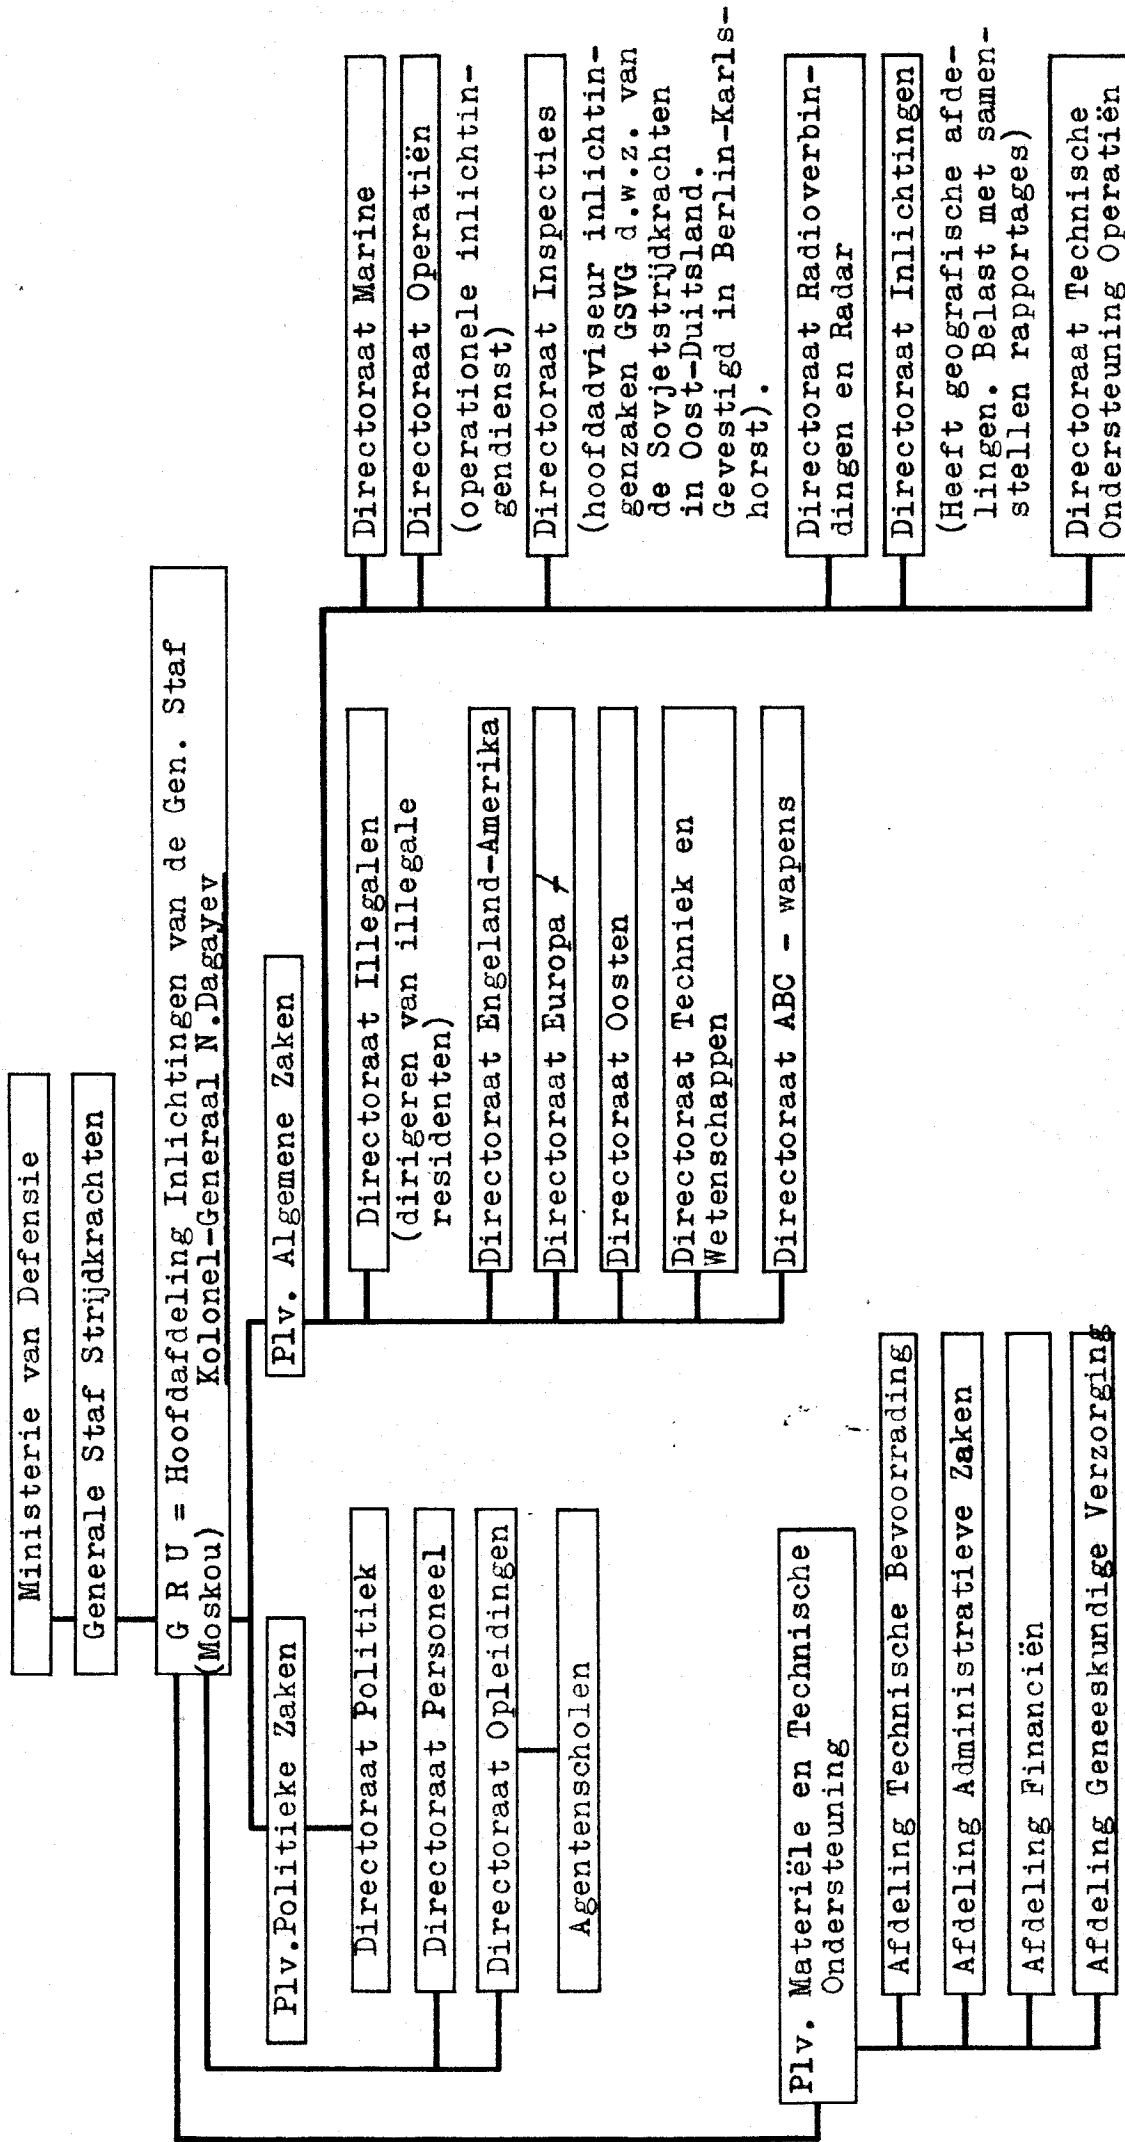 Ministerie van Defensie
Generale Staf Strijdkrachten
G R U = Hoofdafdeling Inlichtingen van de Gen. Staf
(Moskou) Kolonel-Generaal N.Dagayev
Plv.Politieke Zaken
Directoraat Politiek
Directoraat Personeel
Directoraat Opleidingen
Agentenscholen
Plv. Materiële en Technische
Ondersteuning
Afdeling Technische Bevoorrading
Afdeling Administratieve Zaken
Afdeling Financiën
Afdeling Geneeskundige Verzorging
Plv. Algemene Zaken
Directoraat Illegalen
(dirigeren van illegale
residenten)
Directoraat Engeland-Amerika
Directoraat Europa
Directoraat Oosten
Directoraat Techniek en
Wetenschappen
Directoraat ABC - wapens
Directoraat Marine
Directoraat Operatiën
(operationele inlichtin-
gendienst)
Directoraat Inspecties
(hoofdadviseur inlichtin-
genzaken GSVG d.w.z. van
de Sovjetstrijdkrachten
in Oost-Duitsland.
Gevestigd in Berlin-Karls-
horst).
Directoraat Radioverbin-
dingen en Radar
Directoraat Inlichtingen
(Heeft geografische afde-
lingen. Belast met samen-
stellen rapportages)
Directoraat Technische
Ondersteuning Operatiën